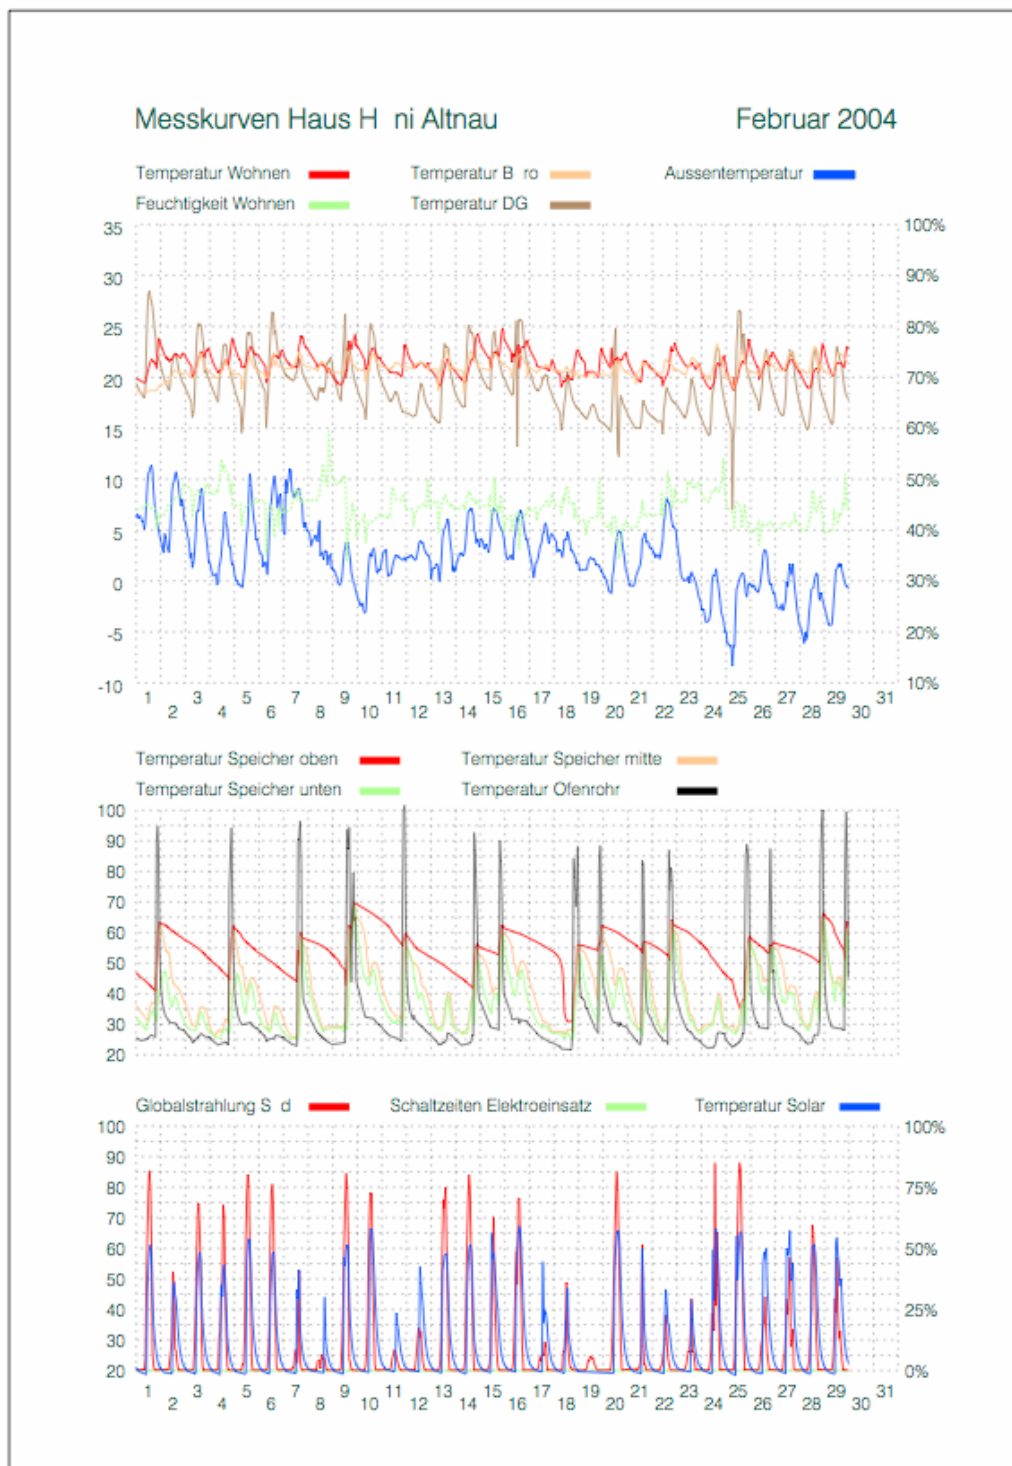 Messkurven Haus H ni Altnau Februar 2004
Temperatur Wohnen Temperatur B ro Aussentemperatur
Feuchtigkeit Wohnen Temperatur DG
35 100%
30 90%
25 80%
20 70%
15 60%
10 50%
5 40%
0 30%
-5 20%
-10 10%
1 3 5 7 9 11 13 15 17 19 21 23 25 27 29 31
2 4 6 8 10 12 14 16 18 20 22 24 26 28 30
Temperatur Speicher oben Temperatur Speicher mitte
Temperatur Speicher unten Temperatur Ofenrohr
100
90
80
70
60
50
40
30
20
Globalstrahlung S d Schaltzeiten Elektroeinsatz Temperatur Solar
100 100%
90
80 75%
70
60 50%
50
40 25%
30
20 0%
1 3 5 7 9 11 13 15 17 19 21 23 25 27 29 31
2 4 6 8 10 12 14 16 18 20 22 24 26 28 30